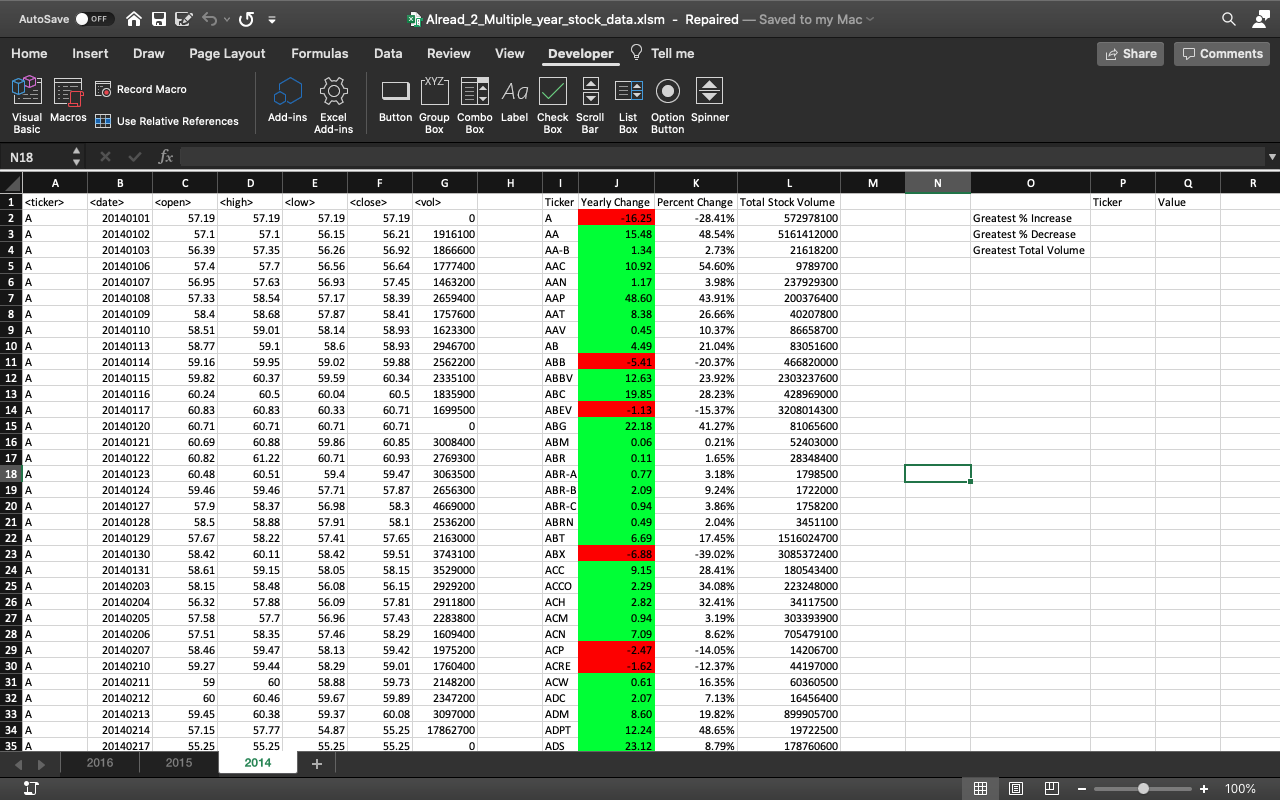 AutoSave OFF Alread_2_Multiple_year_stock_data.xlsm - Repaired — Saved to my Mac
Home Insert Draw Page Layout Formulas Data Review View Developer Tell me Share Comments
Visual Basic Macros Record Macro Use Relative References Add-ins Excel Add-ins Button XYZ Group Box Combo Box Aa Label Check Box Scroll Bar List Box Option Button Spinner
N18 fx
A B C D E F G H I J K L M N O P Q R
1 <ticker> <date> <open> <high> <low> <close> <vol> Ticker Yearly Change Percent Change Total Stock Volume Ticker Value
2 A 20140101 57.19 57.19 57.19 57.19 0 A -16.25 -28.41% 572978100 Greatest % Increase
3 A 20140102 57.1 57.1 56.15 56.21 1916100 AA 15.48 48.54% 5161412000 Greatest % Decrease
4 A 20140103 56.39 57.35 56.26 56.92 1866600 AA-B 1.34 2.73% 21618200 Greatest Total Volume
5 A 20140106 57.4 57.7 56.56 56.64 1777400 AAC 10.92 54.60% 9789700
6 A 20140107 56.95 57.63 56.93 57.45 1463200 AAN 1.17 3.98% 237929300
7 A 20140108 57.33 58.54 57.17 58.39 2659400 AAP 48.60 43.91% 200376400
8 A 20140109 58.4 58.68 57.87 58.41 1757600 AAT 8.38 26.66% 40207800
9 A 20140110 58.51 59.01 58.14 58.93 1623300 AAV 0.45 10.37% 86658700
10 A 20140113 58.77 59.1 58.6 58.93 2946700 AB 4.49 21.04% 83051600
11 A 20140114 59.16 59.95 59.02 59.88 2562200 ABB -5.41 -20.37% 466820000
12 A 20140115 59.82 60.37 59.59 60.34 2335100 ABBV 12.63 23.92% 2303237600
13 A 20140116 60.24 60.5 60.04 60.5 1835900 ABC 19.85 28.23% 428969000
14 A 20140117 60.83 60.83 60.33 60.71 1699500 ABEV -1.13 -15.37% 3208014300
15 A 20140120 60.71 60.71 60.71 60.71 0 ABG 22.18 41.27% 81065600
16 A 20140121 60.69 60.88 59.86 60.85 3008400 ABM 0.06 0.21% 52403000
17 A 20140122 60.82 61.22 60.71 60.93 2769300 ABR 0.11 1.65% 28348400
18 A 20140123 60.48 60.51 59.4 59.47 3063500 ABR-A 0.77 3.18% 1798500
19 A 20140124 59.46 59.46 57.71 57.87 2656300 ABR-B 2.09 9.24% 1722000
20 A 20140127 57.9 58.37 56.98 58.3 4669000 ABR-C 0.94 3.86% 1758200
21 A 20140128 58.5 58.88 57.91 58.1 2536200 ABRN 0.49 2.04% 3451100
22 A 20140129 57.67 58.22 57.41 57.65 2163000 ABT 6.69 17.45% 1516024700
23 A 20140130 58.42 60.11 58.42 59.51 3743100 ABX -6.88 -39.02% 3085372400
24 A 20140131 58.61 59.15 58.05 58.15 3529000 ACC 9.15 28.41% 180543400
25 A 20140203 58.15 58.48 56.08 56.15 2929200 ACCO 2.29 34.08% 223248000
26 A 20140204 56.32 57.88 56.09 57.81 2911800 ACH 2.82 32.41% 34117500
27 A 20140205 57.58 57.7 56.96 57.43 2283800 ACM 0.94 3.19% 303393900
28 A 20140206 57.51 58.35 57.46 58.29 1609400 ACN 7.09 8.62% 705479100
29 A 20140207 58.46 59.47 58.13 59.42 1975200 ACP -2.47 -14.05% 14206700
30 A 20140210 59.27 59.44 58.29 59.01 1760400 ACRE -1.62 -12.37% 44197000
31 A 20140211 59 60 58.88 59.73 2148200 ACW 0.61 16.35% 60360500
32 A 20140212 60 60.46 59.67 59.89 2347200 ADC 2.07 7.13% 16456400
33 A 20140213 59.45 60.38 59.37 60.08 3097000 ADM 8.60 19.82% 899905700
34 A 20140214 57.15 57.77 54.87 55.25 17862700 ADPT 12.24 48.65% 19722500
35 A 20140217 55.25 55.25 55.25 55.25 0 ADS 23.12 8.79% 178760600
2016 2015 2014 +
100%